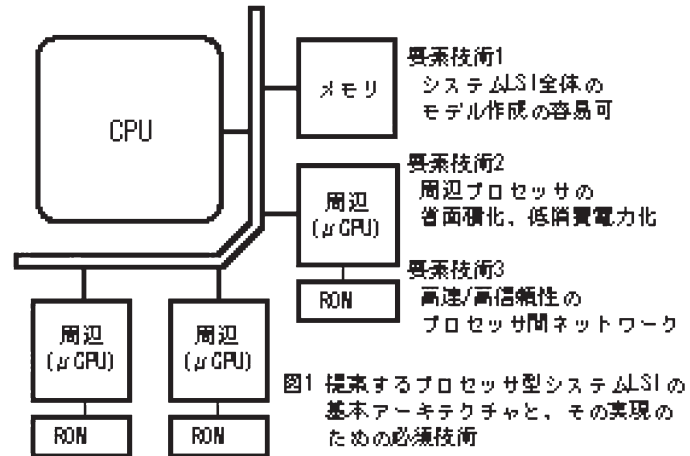 CPU
メモリ
要素技術1
システムLSI全体の
モデル作成の容易可
要素技術2
周辺プロセッサの
省面積化、低消費電力化
周辺
(μCPU)
ROM
要素技術3
高速/高信頼性の
プロセッサ間ネットワーク
周辺
(μCPU)
ROM
周辺
(μCPU)
ROM
図1 提案するプロセッサ型システムLSIの
基本アーキテクチャと、その実現の
ための必須技術